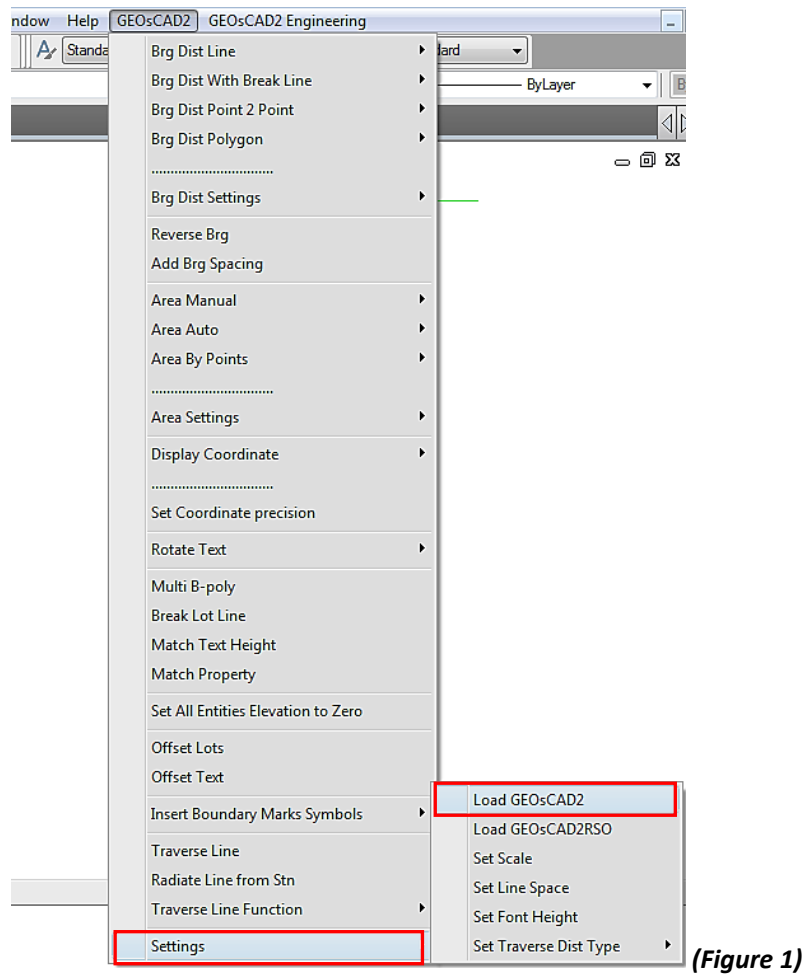 ndow Help GEOsCAD2 GEOsCAD2 Engineering
Standa
dard
ByLayer
B
Brg Dist Line
Brg Dist With Break Line
Brg Dist Point 2 Point
Brg Dist Polygon
................................
Brg Dist Settings
Reverse Brg
Add Brg Spacing
Area Manual
Area Auto
Area By Points
................................
Area Settings
Display Coordinate
................................
Set Coordinate precision
Rotate Text
Multi B-poly
Break Lot Line
Match Text Height
Match Property
Set All Entities Elevation to Zero
Offset Lots
Offset Text
Insert Boundary Marks Symbols
Traverse Line
Radiate Line from Stn
Traverse Line Function
Settings
Load GEOsCAD2
Load GEOsCAD2RSO
Set Scale
Set Line Space
Set Font Height
Set Traverse Dist Type
(Figure 1)